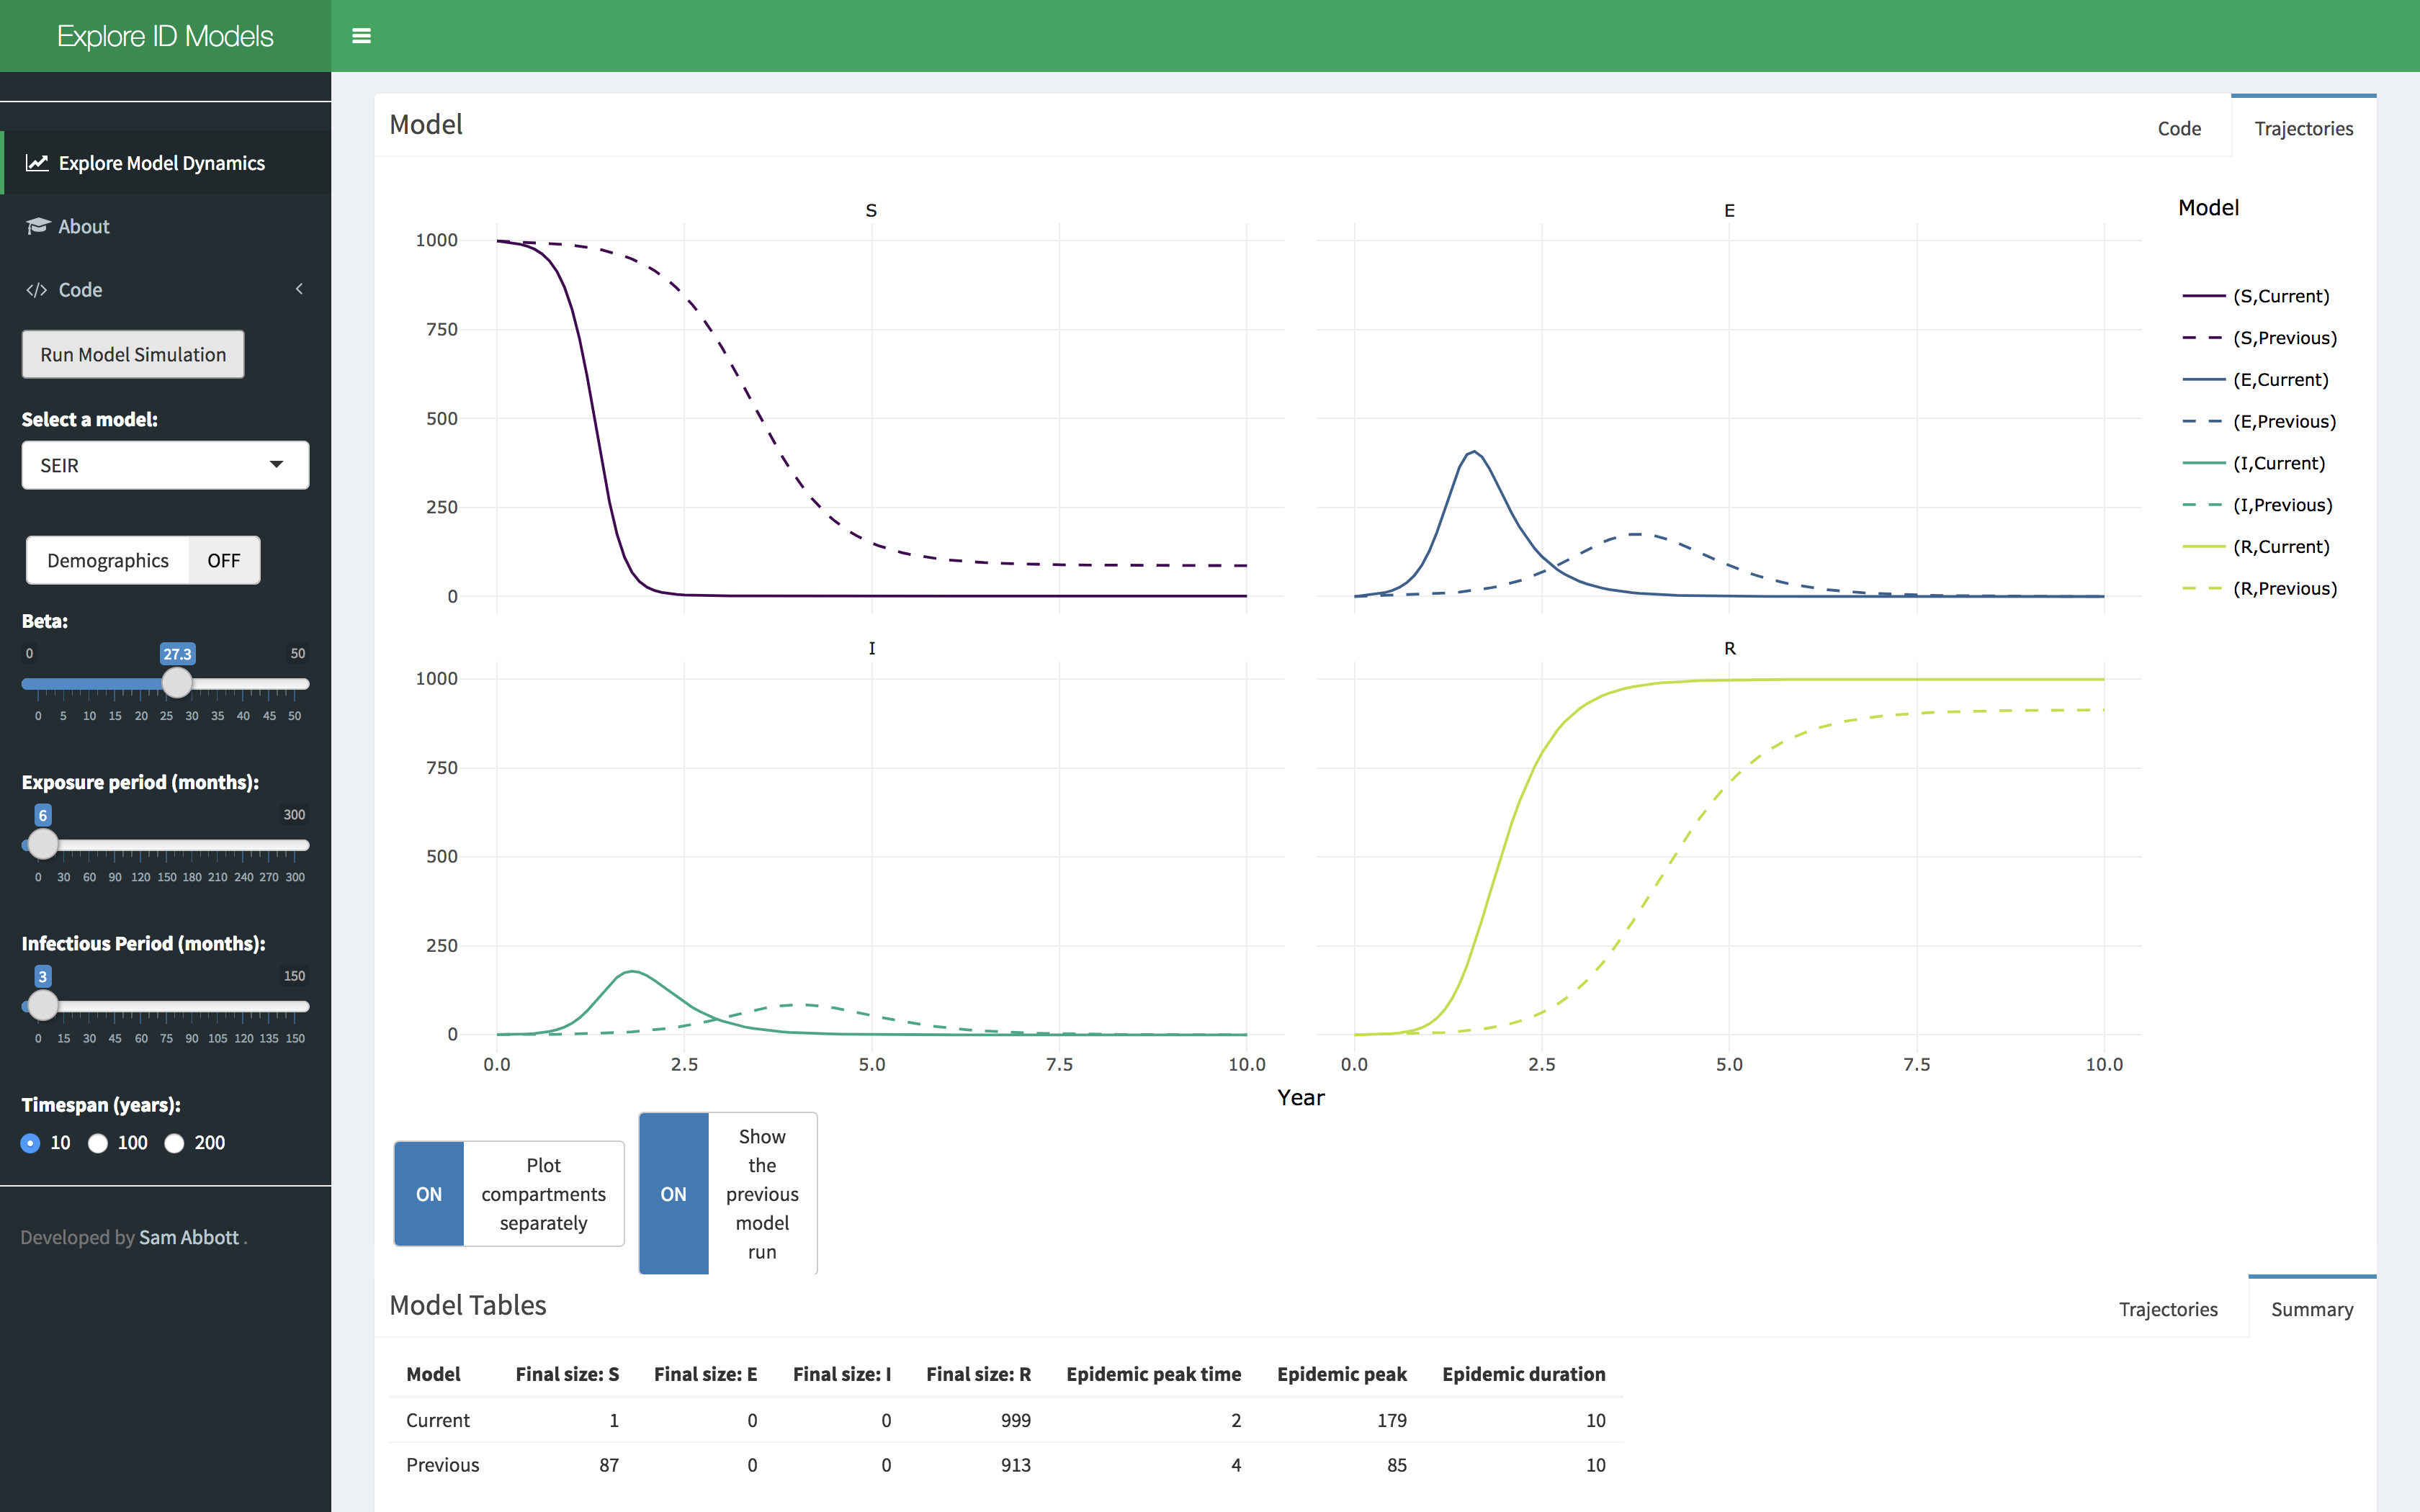 Explore ID Models
Explore Model Dynamics
About
</> Code
Run Model Simulation
Select a model:
SEIR
Demographics OFF
Beta:
0 27.3 50
0 5 10 15 20 25 30 35 40 45 50
Exposure period (months):
6 300
0 30 60 90 120 150 180 210 240 270 300
Infectious Period (months):
3 150
0 15 30 45 60 75 90 105 120 135 150
Timespan (years):
10 100 200
Developed by Sam Abbott .
Model
Code Trajectories
S
E
1000
750
500
250
0
I
R
1000
750
500
250
0
0.0 2.5 5.0 7.5 10.0
0.0 2.5 5.0 7.5 10.0
Year
Model
(S,Current)
(S,Previous)
(E,Current)
(E,Previous)
(I,Current)
(I,Previous)
(R,Current)
(R,Previous)
ON
Plot
compartments
separately
ON
Show
the
previous
model
run
Model Tables
Trajectories Summary
Model Final size: S Final size: E Final size: I Final size: R Epidemic peak time Epidemic peak Epidemic duration
Current 1 0 0 999 2 179 10
Previous 87 0 0 913 4 85 10